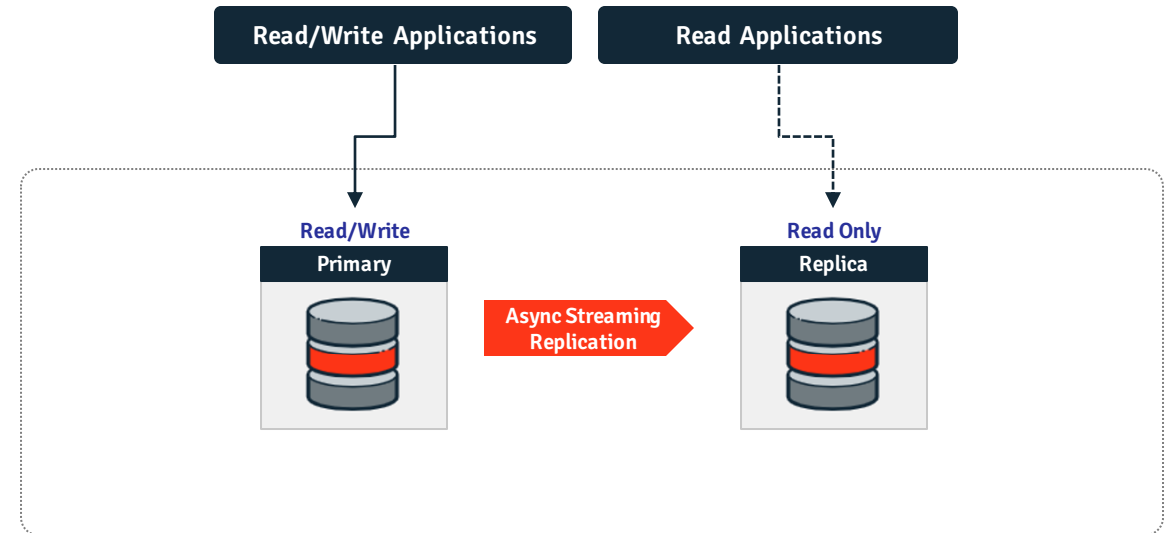 Read/Write Applications
Read Applications
Read/Write
Primary
Async Streaming
Replication
Read Only
Replica